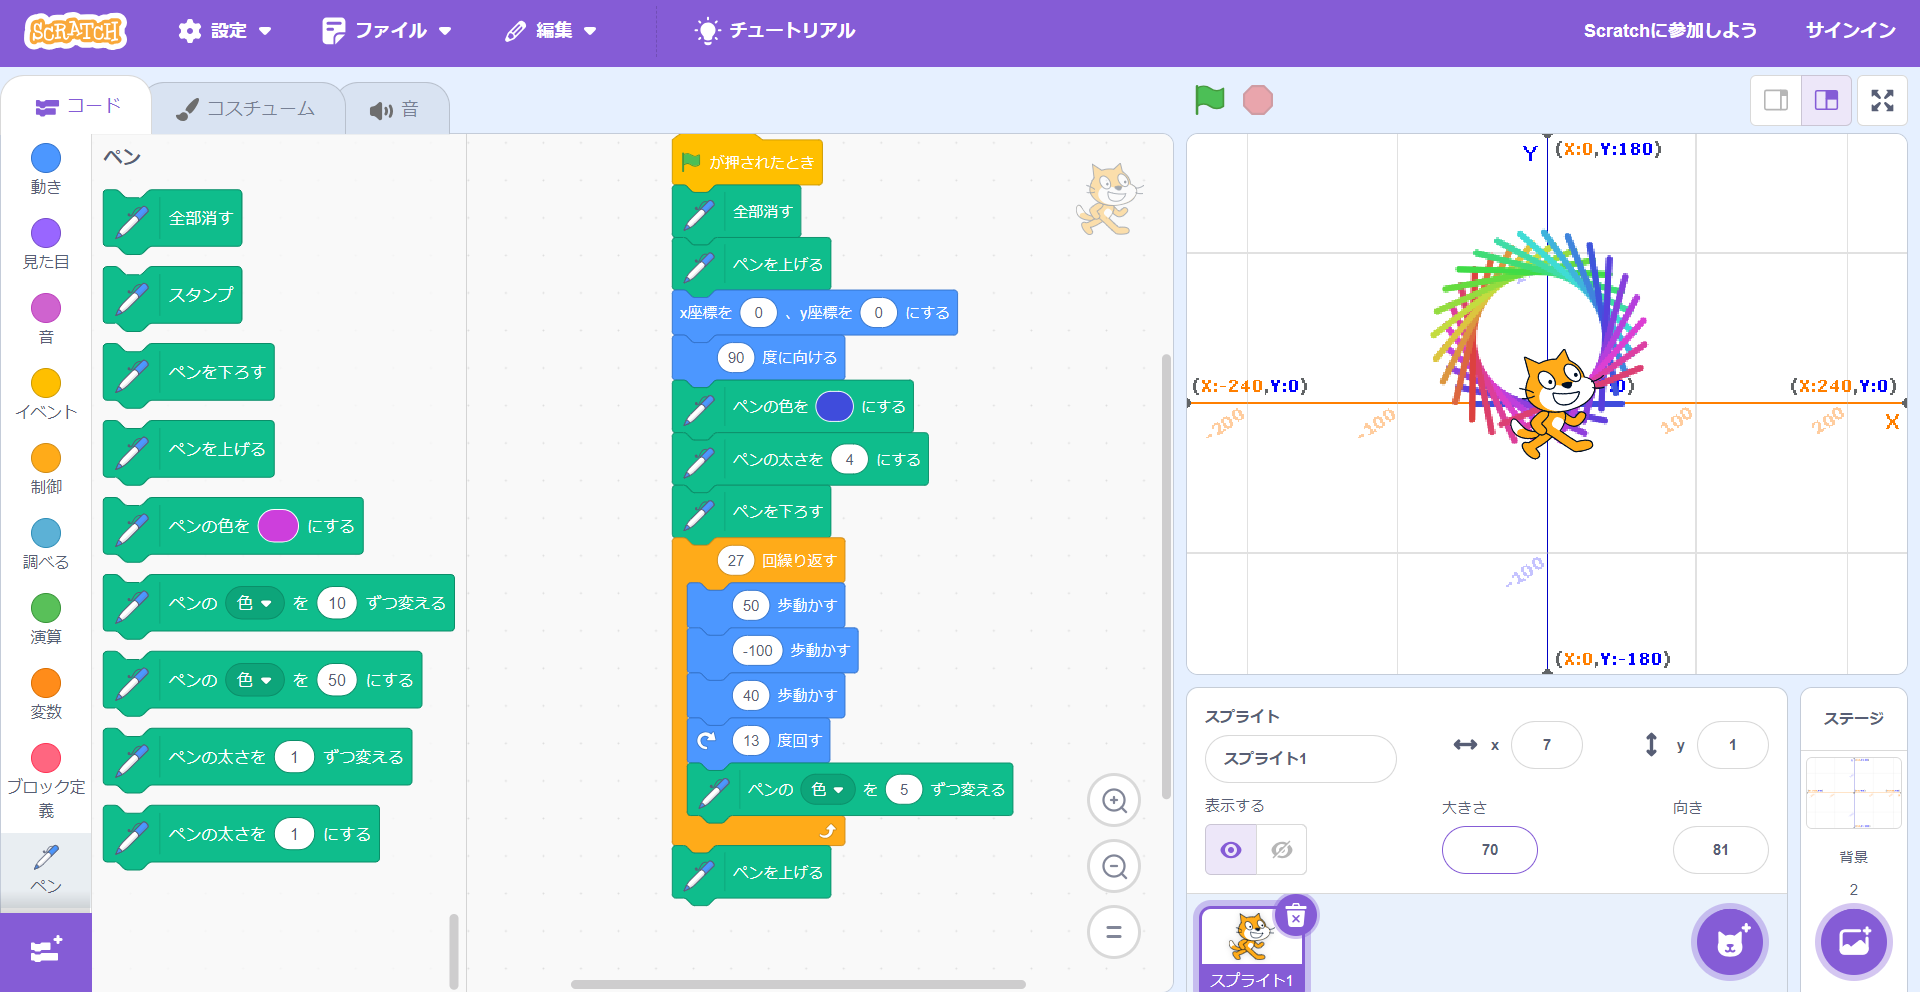 SCRATCH 設定 ファイル 編集 チュートリアル Scratchに参加しよう サインイン
コード コスチューム 音
動き
見た目
音
イベント
制御
調べる
演算
変数
ブロック定
義
ペン
ペン
全部消す
スタンプ
ペンを下ろす
ペンを上げる
ペンの色を にする
ペンの 色 を 10 ずつ変える
ペンの 色 を 50 にする
ペンの太さを 1 ずつ変える
ペンの太さを 1 にする
が押されたとき
全部消す
ペンを上げる
x座標を 0 、y座標を 0 にする
90 度に向ける
ペンの色を にする
ペンの太さを 4 にする
ペンを下ろす
27 回繰り返す
50 歩動かす
-100 歩動かす
40 歩動かす
13 度回す
ペンの 色 を 5 ずつ変える
ペンを上げる
Y (X:0,Y:180)
(X:-240,Y:0) (X:240,Y:0)
-200 -100 100 200 X
-100
(X:0,Y:-180)
スプライト
スプライト1 x 7 y 1
表示する 大きさ 向き
70 81
スプライト1
ステージ
背景
2